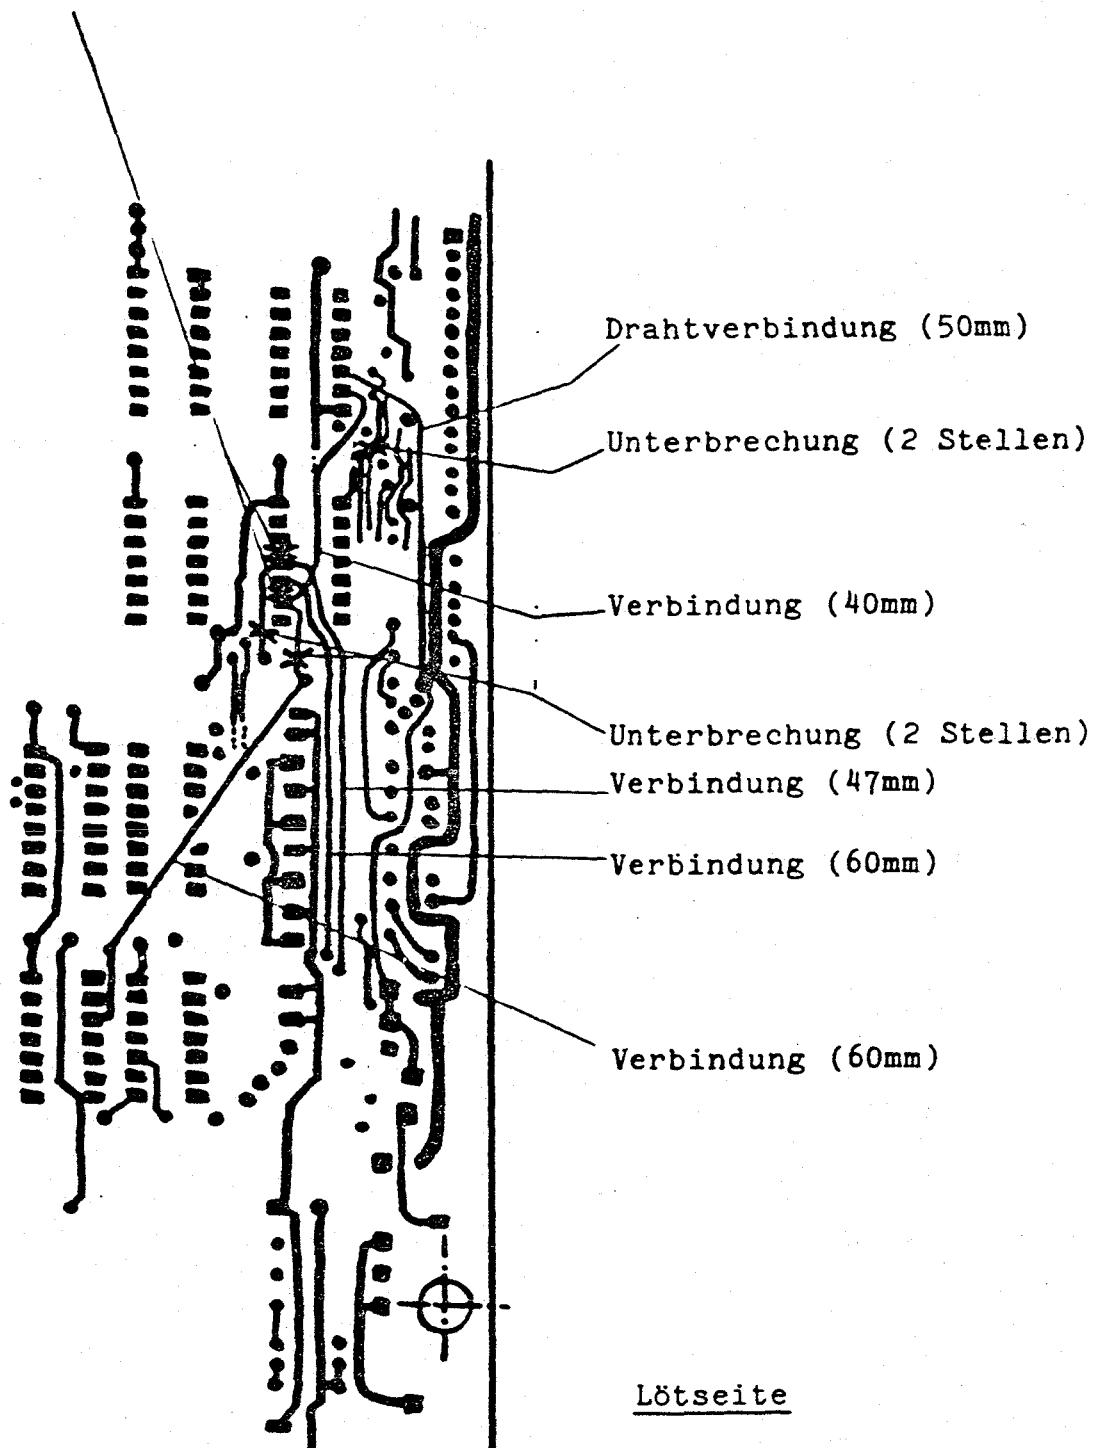 Drahtverbindung (50mm)
Unterbrechung (2 Stellen)
Verbindung (40mm)
Unterbrechung (2 Stellen)
Verbindung (47mm)
Verbindung (60mm)
Verbindung (60mm)
Lötseite